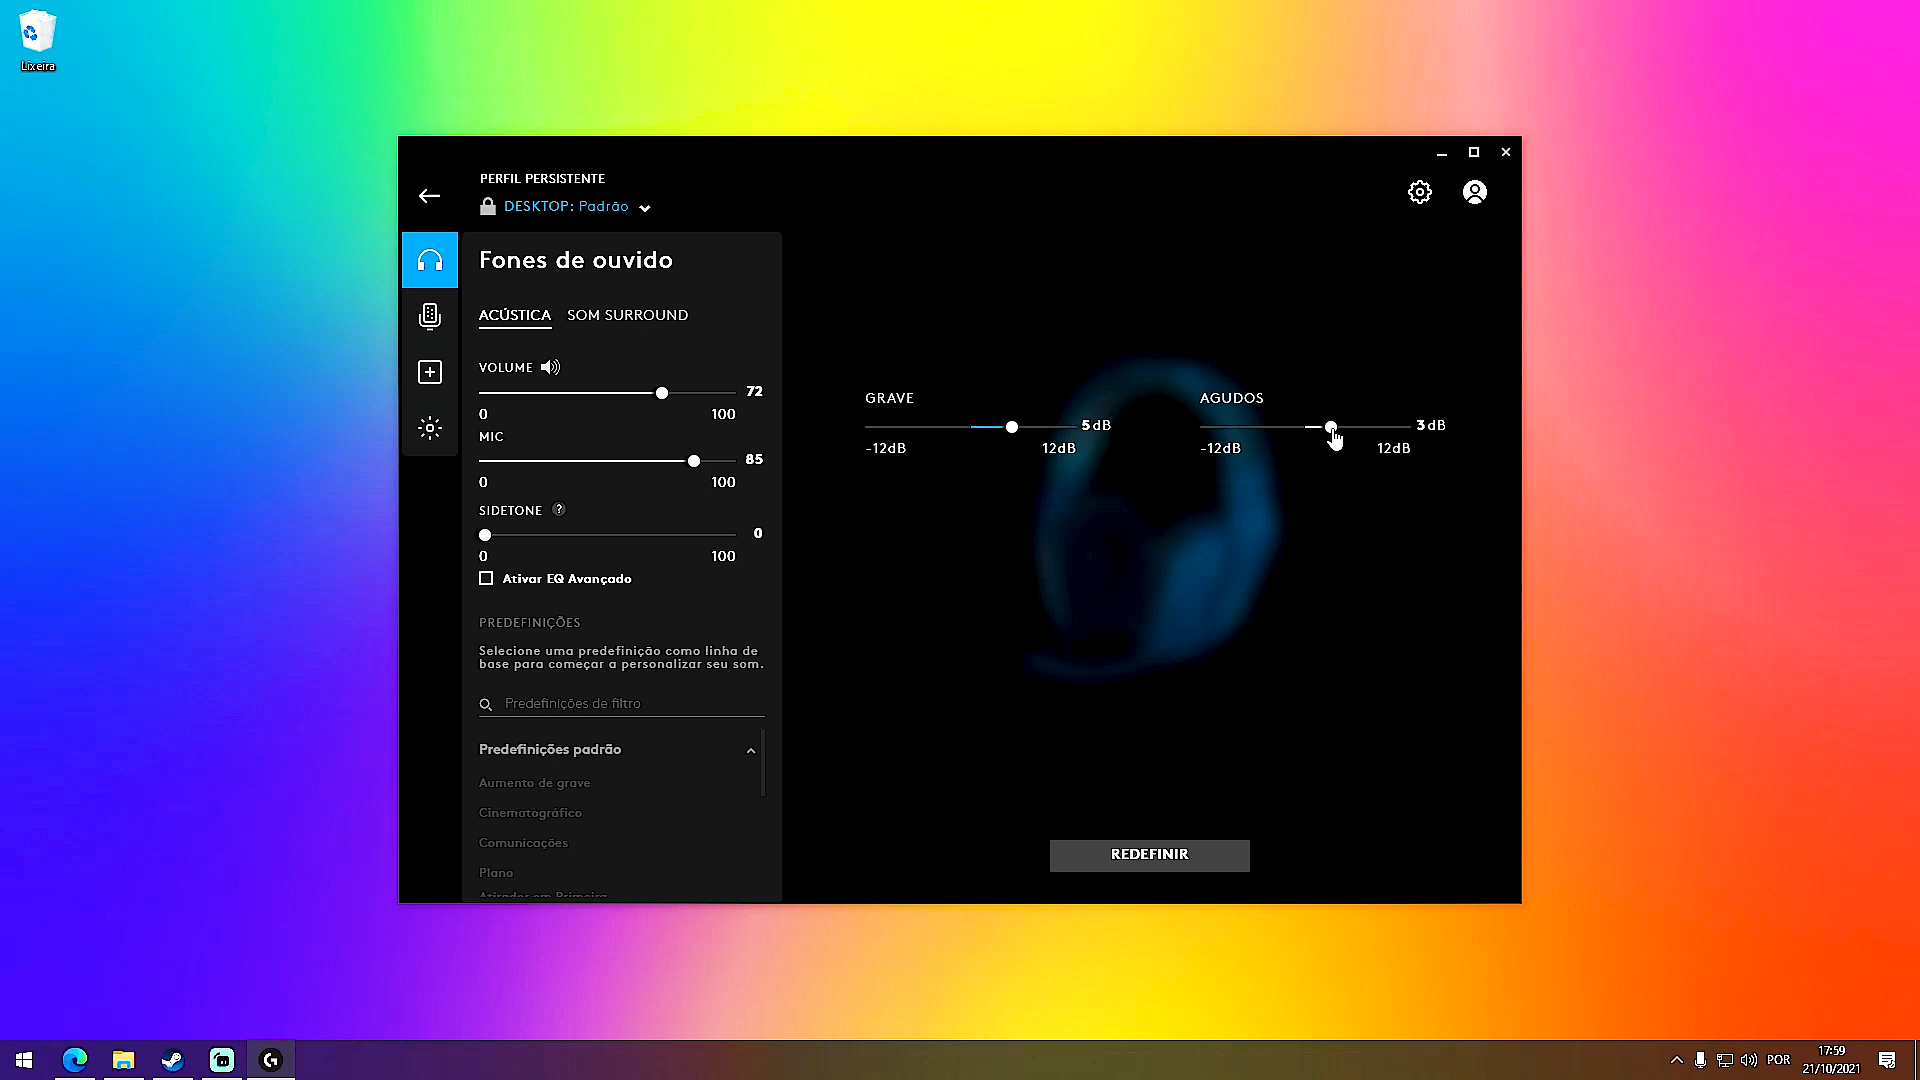 Lixeira
PERFIL PERSISTENTE
DESKTOP: Padrão
Fones de ouvido
ACÚSTICA SOM SURROUND
VOLUME
72
0 100
MIC
85
0 100
SIDETONE ?
0
0 100
Ativar EQ Avançado
PREDEFINIÇÕES
Selecione uma predefinição como linha de
base para começar a personalizar seu som.
Predefinições de filtro
Predefinições padrão
Aumento de grave
Cinematográfico
Comunicações
Plano
Atirador em Primeira
GRAVE
5 dB
-12dB 12dB
AGUDOS
3 dB
-12dB 12dB
REDEFINIR
POR
17:59
21/10/2021